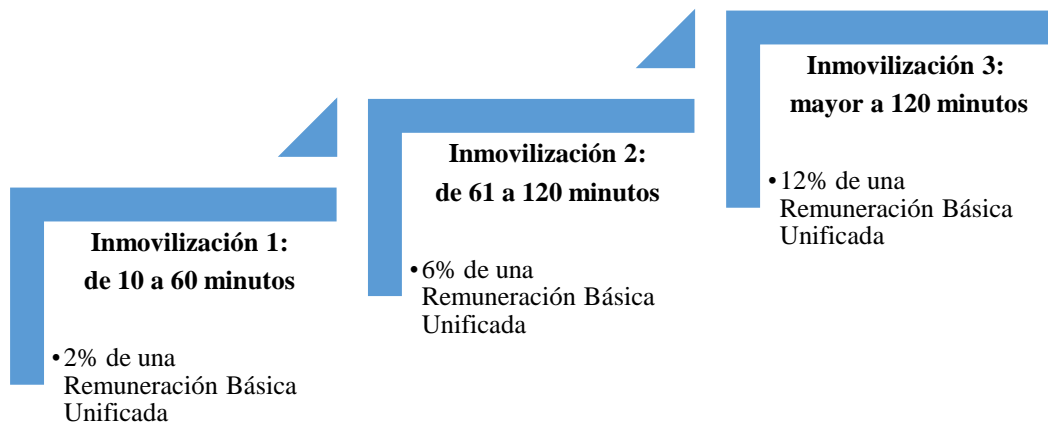 Inmovilización 1:
de 10 a 60 minutos
•2% de una
Remuneración Básica
Unificada
Inmovilización 2:
de 61 a 120 minutos
•6% de una
Remuneración Básica
Unificada
Inmovilización 3:
mayor a 120 minutos
•12% de una
Remuneración Básica
Unificada